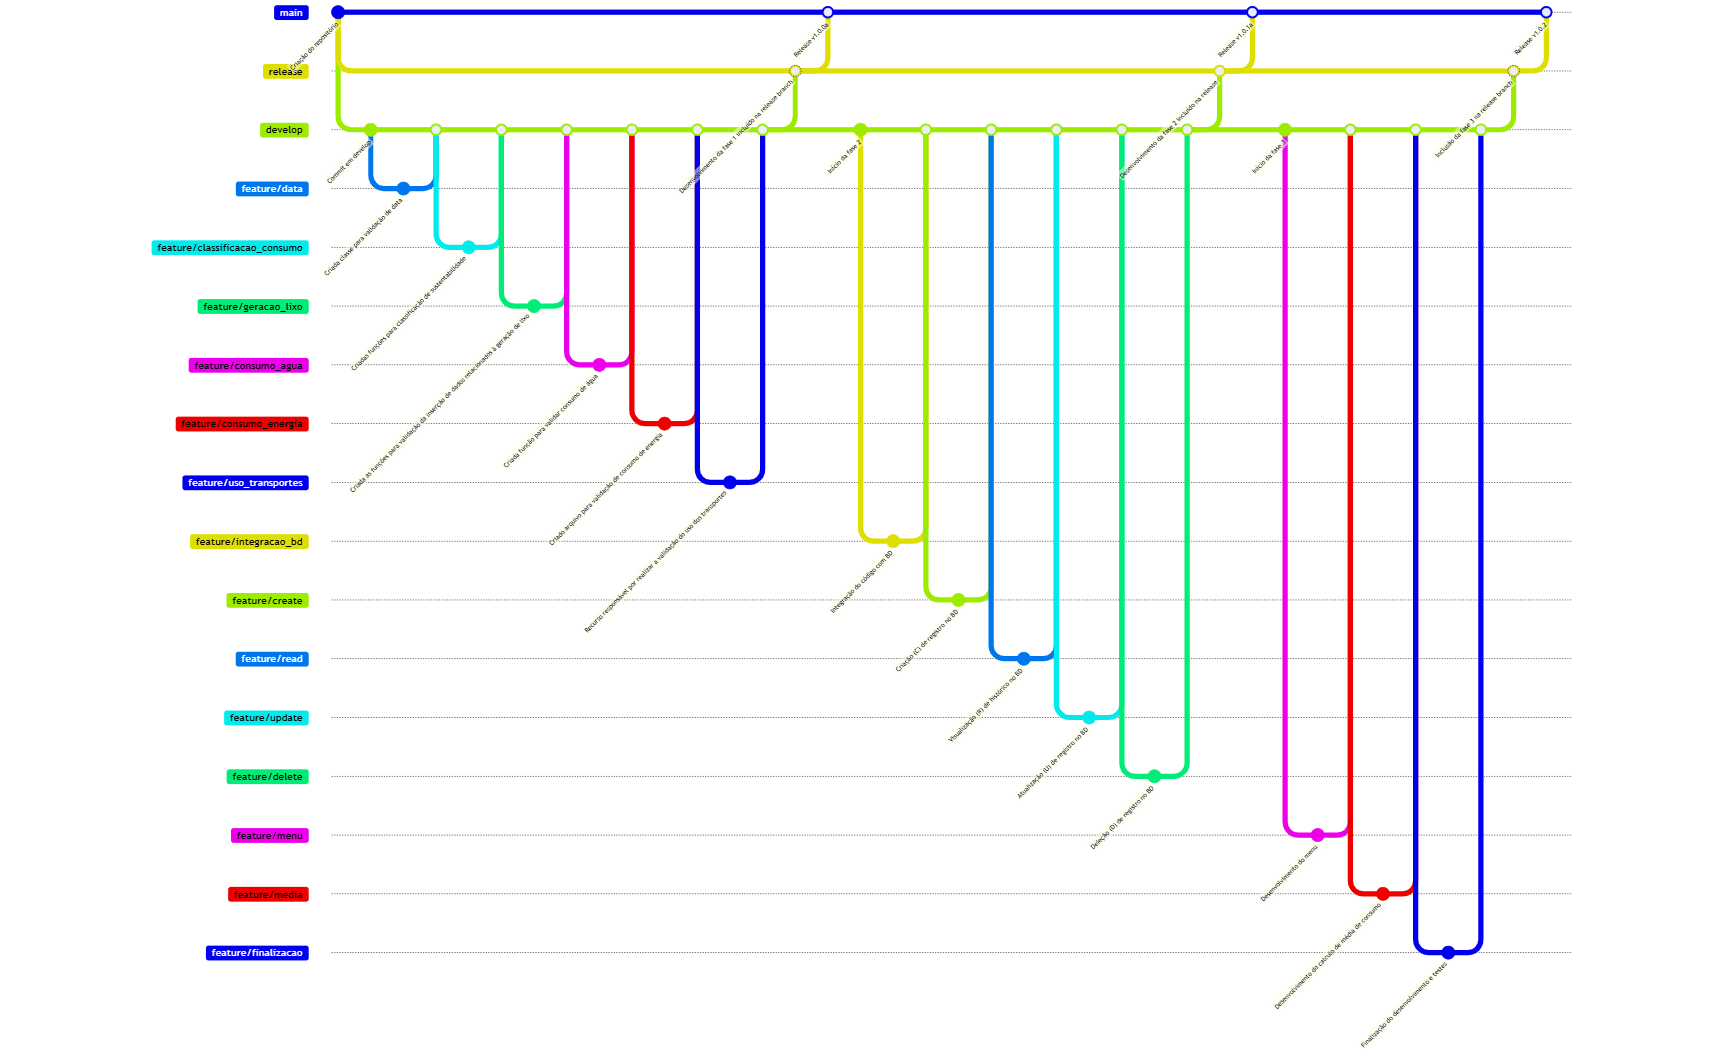 main
Criação do repositório
Release v1.0.0a
Release v1.0.1a
Release v1.0.2
release
Desenvolvimento da fase 1 incluído na release branch
Desenvolvimento da fase 2 incluído na release
Inclusão da fase 3 na release branch
develop
Commit em develop
Início da fase 2
Início da fase 3
feature/data
Criada classe para validação de data
feature/classificacao_consumo
Criadas funções para classificação de sustentabilidade
feature/geracao_lixo
Criada as funções para validação da inserção de dados relacionados à geração de lixo
feature/consumo_agua
Criada função para validar consumo de água
feature/consumo_energia
Criado arquivo para validação de consumo de energia
feature/uso_transportes
Recurso responsável por realizar a validação do uso dos transportes
feature/integracao_bd
Integração do código com BD
feature/create
Criação (C) de registro no BD
feature/read
Visualização (R) de histórico no BD
feature/update
Atualização (U) de registro no BD
feature/delete
Deleção (D) de registro no BD
feature/menu
Desenvolvimento do menu
feature/media
Desenvolvimento do calculo de média de consumo
feature/finalizacao
Finalização do desenvolvimento e testes